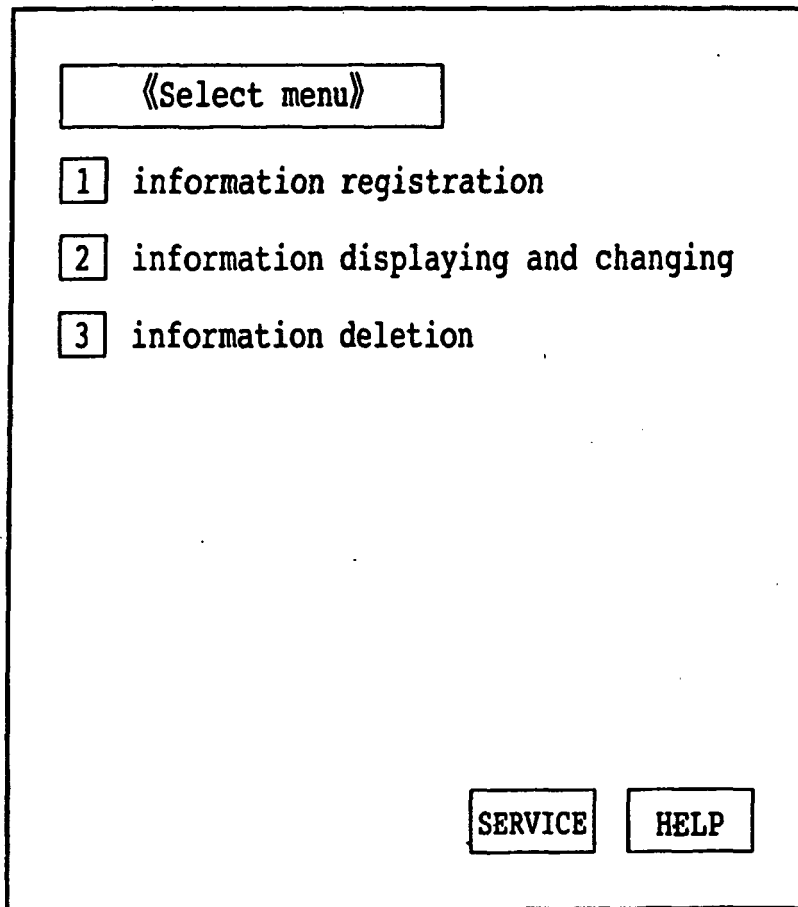 《Select menu》
1 information registration
2 information displaying and changing
3 information deletion
SERVICE HELP